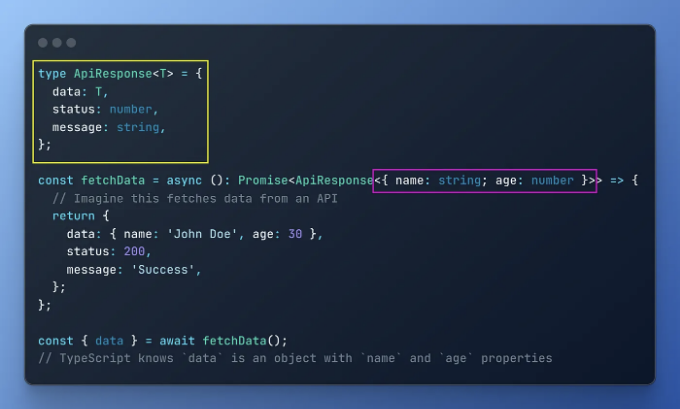 type ApiResponse<T> = {
  data: T,
  status: number,
  message: string,
};
const fetchData = async (): Promise<ApiResponse<{ name: string; age: number }>> => {
  // Imagine this fetches data from an API
  return {
    data: { name: 'John Doe', age: 30 },
    status: 200,
    message: 'Success',
  };
};
const { data } = await fetchData();
// TypeScript knows `data` is an object with `name` and `age` properties